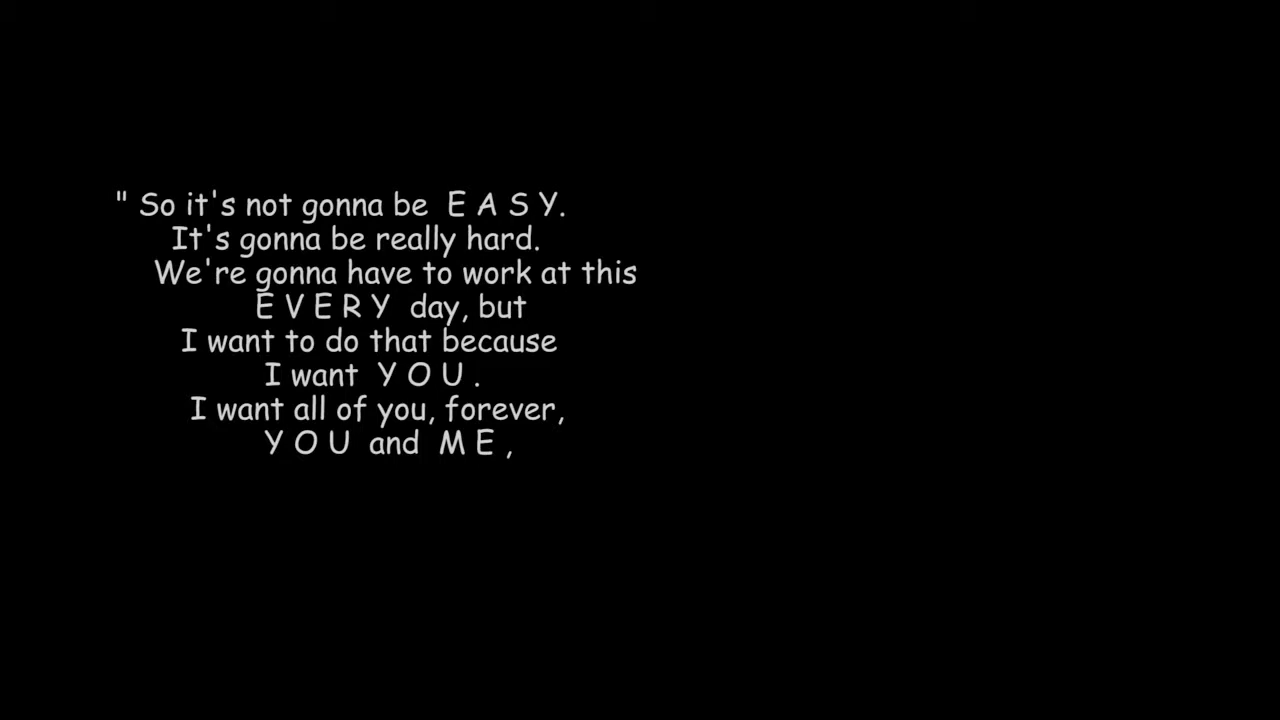 " So it's not gonna be E A S Y.
It's gonna be really hard.
We're gonna have to work at this
E V E R Y day, but
I want to do that because
I want Y O U .
I want all of you, forever,
Y O U and M E ,